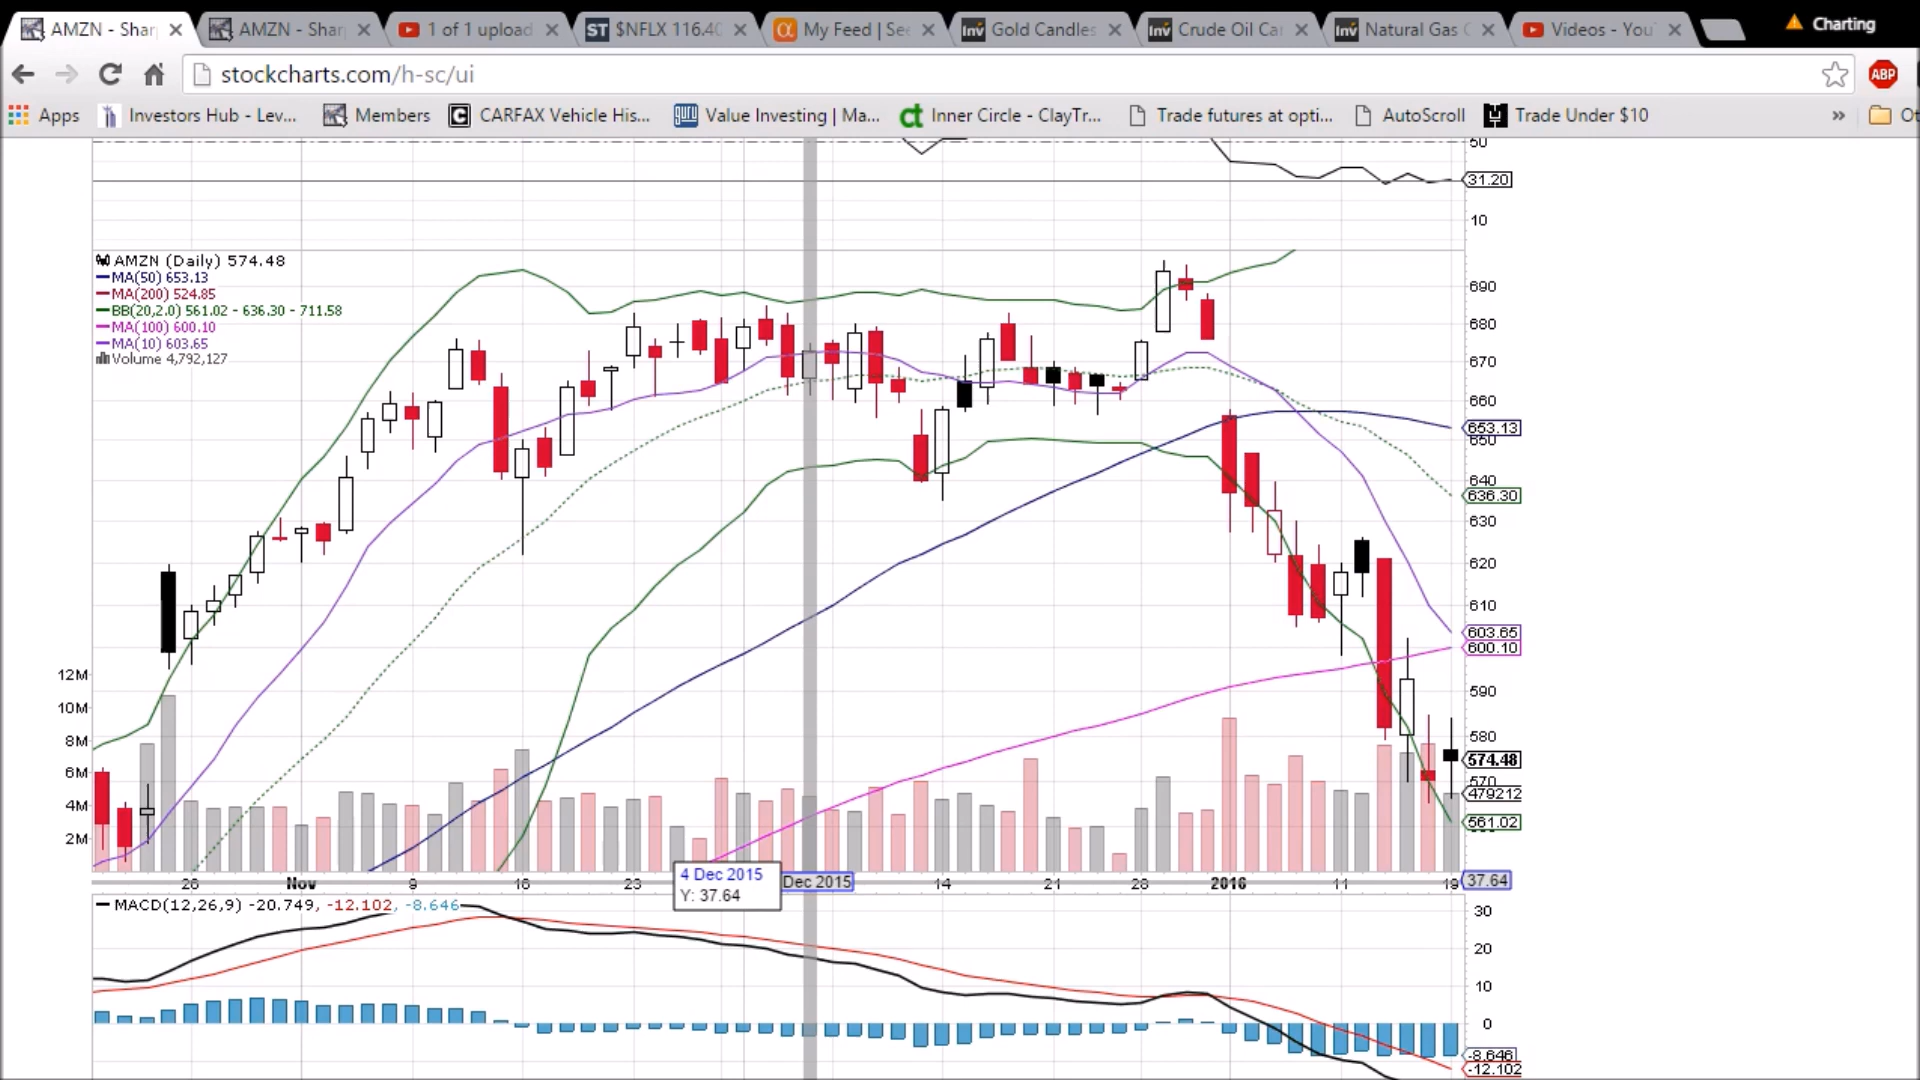 AMZN - Shar
AMZN - Shar
1 of 1 upload
$NFLX 116.40
My Feed | See
Gold Candles
Crude Oil Car
Natural Gas C
Videos - YouT
Charting
stockcharts.com/h-sc/ui
ABP
Apps
Investors Hub - Lev...
Members
CARFAX Vehicle His...
Value Investing | Ma...
Inner Circle - ClayTr...
Trade futures at opti...
AutoScroll
Trade Under $10
»
Ot
50
31.20
10
AMZN (Daily) 574.48
MA(50) 653.13
MA(200) 524.85
BB(20,2.0) 561.02 - 636.30 - 711.58
MA(100) 600.10
MA(10) 603.65
Volume 4,792,127
690
680
670
660
653.13
650
640
636.30
630
620
610
603.65
600.10
590
580
574.48
570
479212
561.02
12M
10M
8M
6M
4M
2M
26
Nov
9
16
23
4 Dec 2015
Y: 37.64
Dec 2015
14
21
28
2016
11
19
37.64
MACD(12,26,9) -20.749, -12.102, -8.646
30
20
10
0
-8.646
-12.102